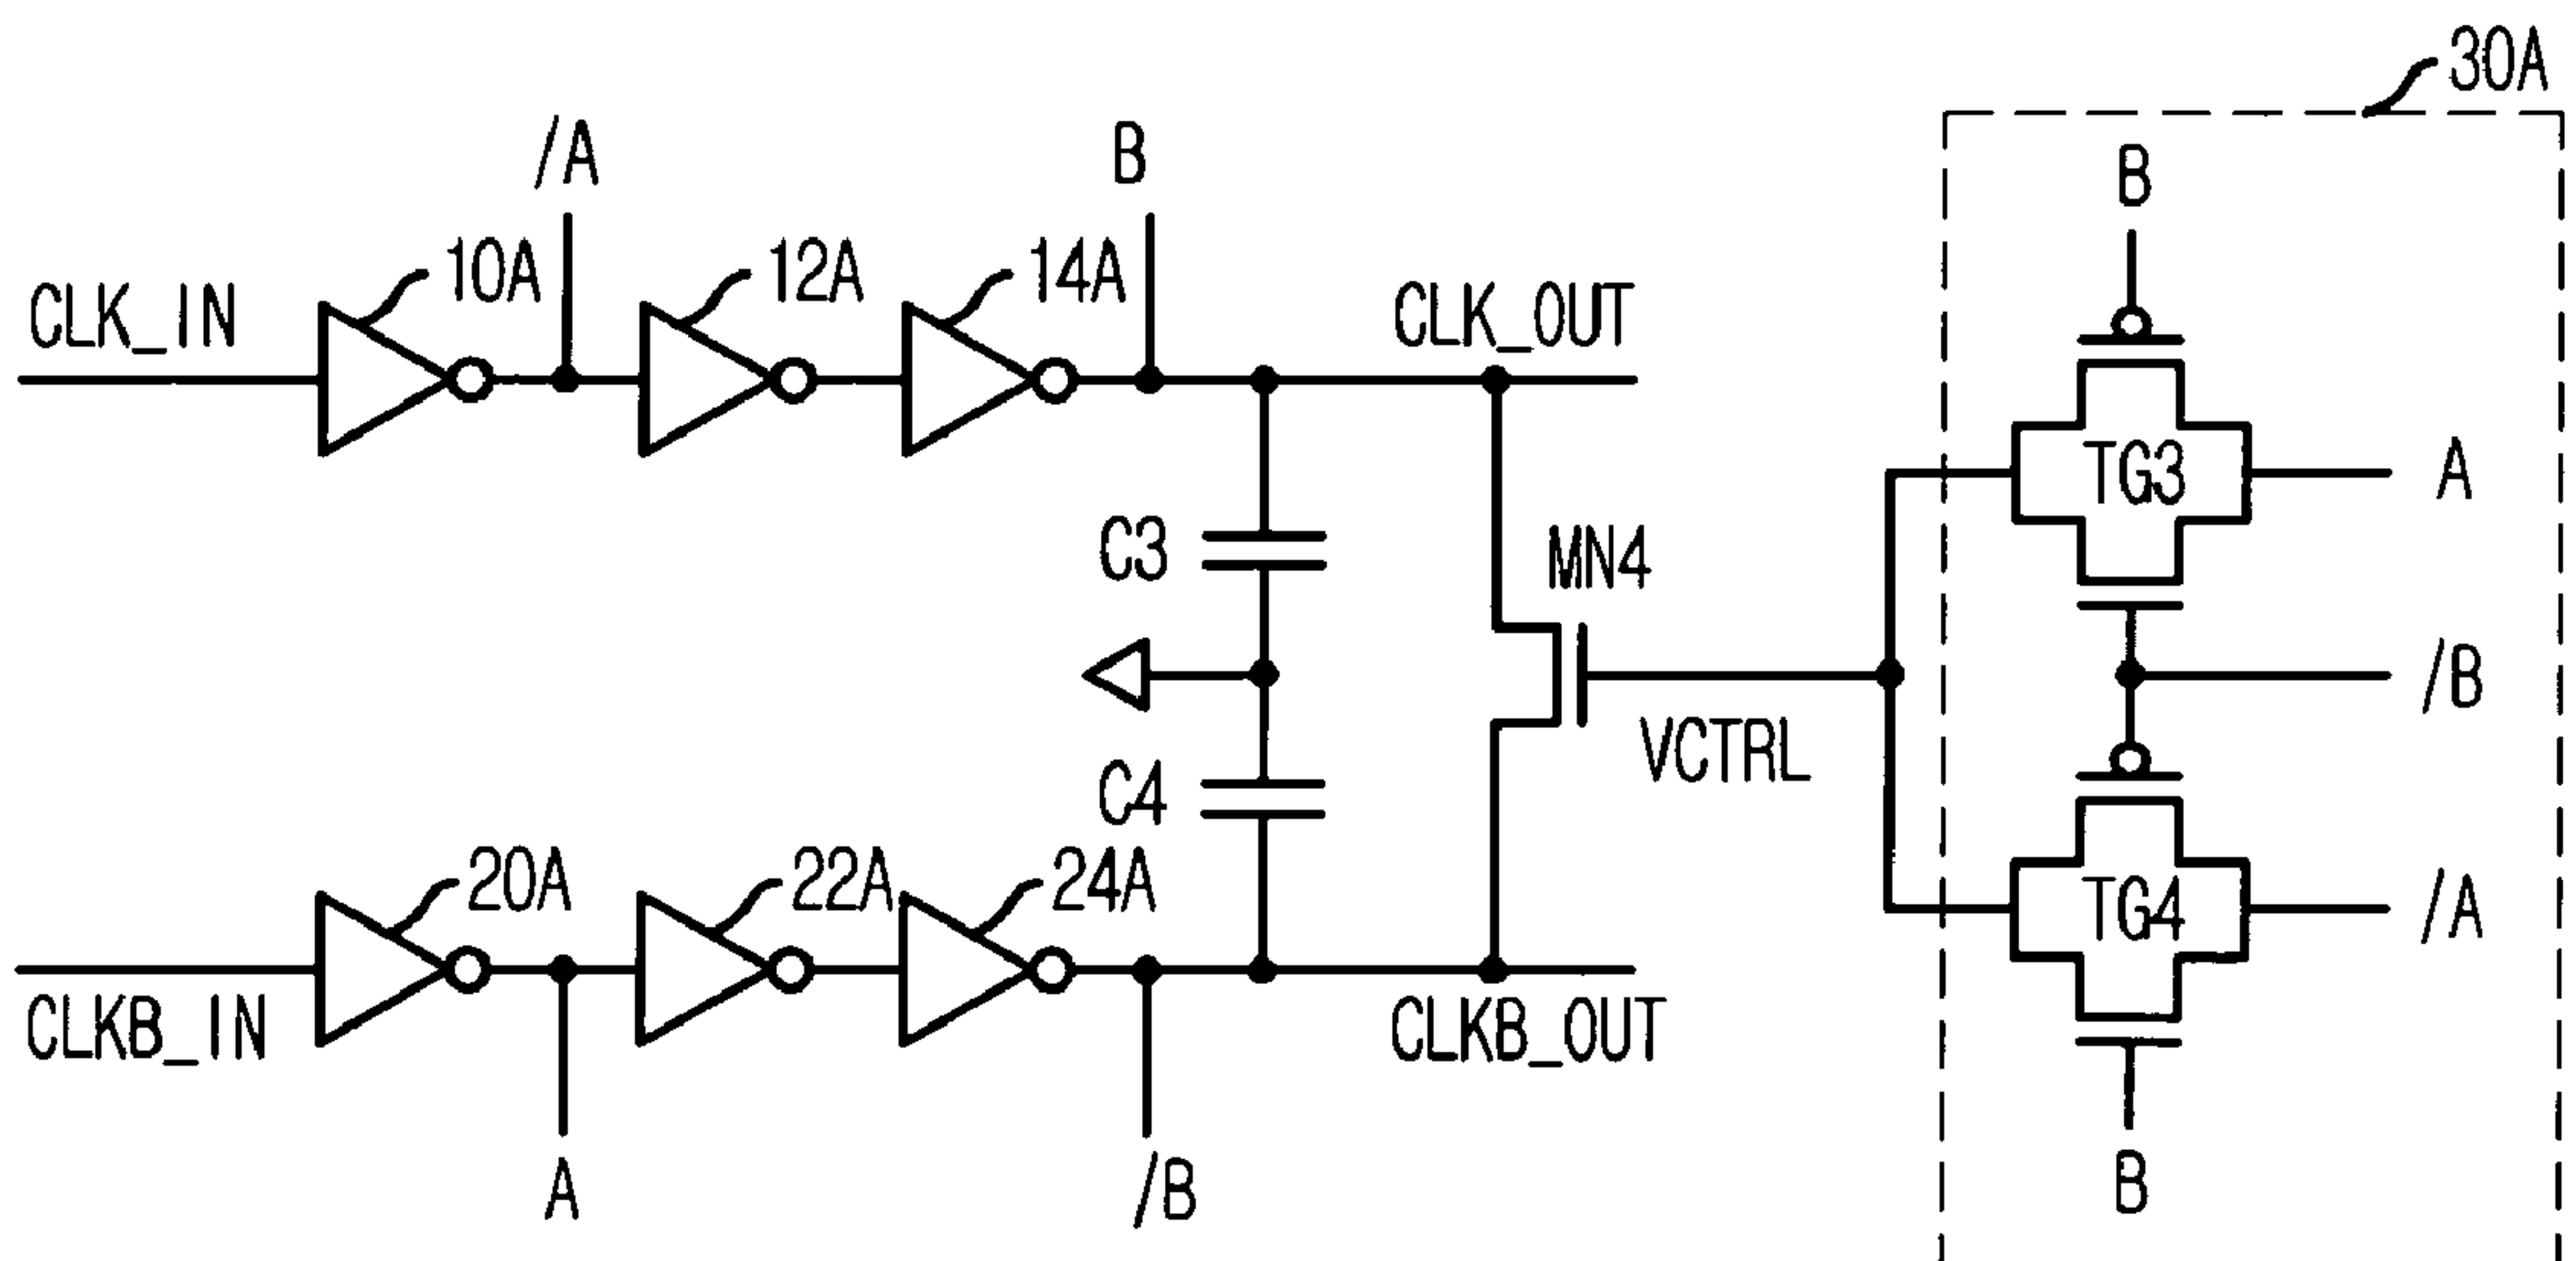 30A
/A
B
B
10A
12A
14A
CLK_IN
CLK_OUT
TG3
A
C3
MN4
/B
VCTRL
C4
20A
22A
24A
TG4
/A
CLKB_IN
CLKB_OUT
A
/B
B